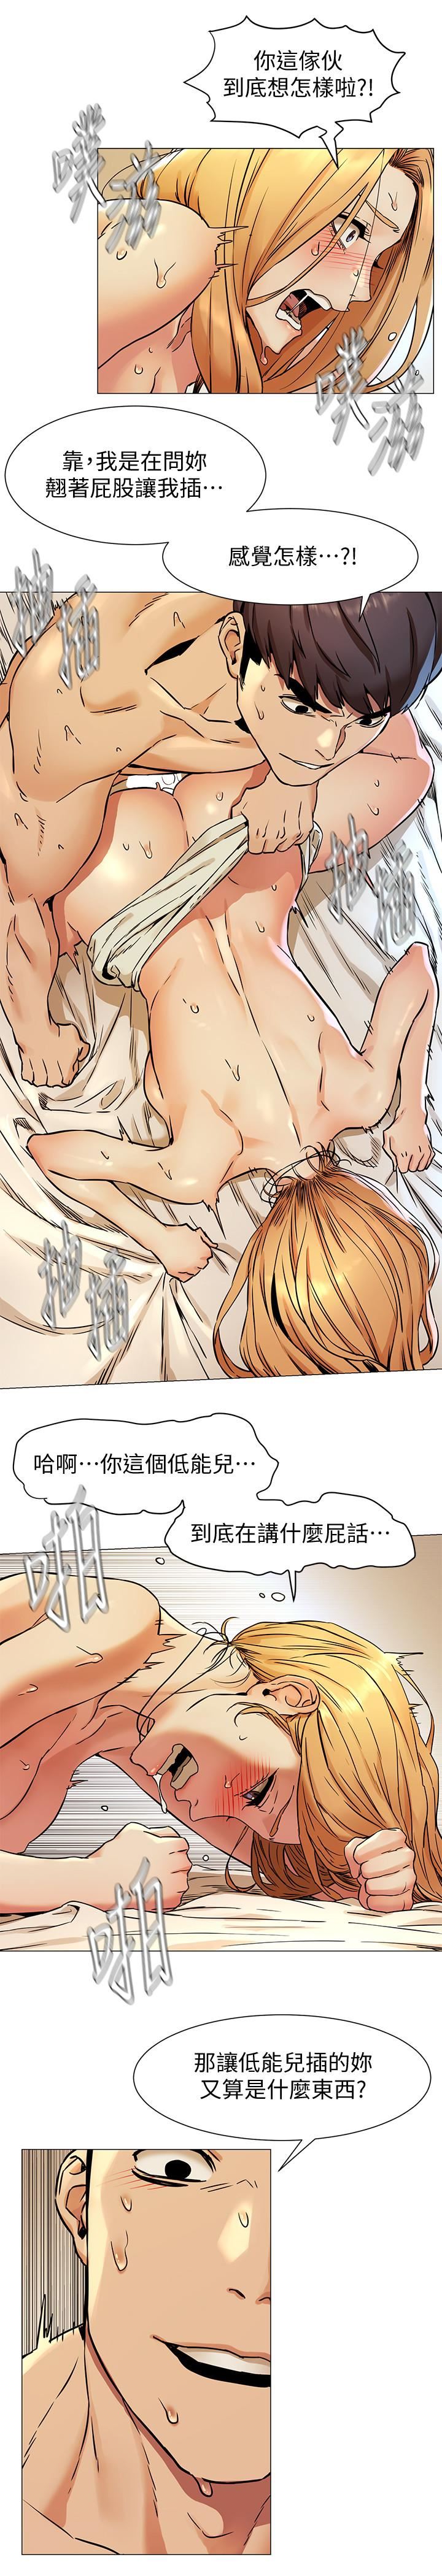 你這傢伙
到底想怎樣啦?!
噗滋
噗滋
靠，我是在問妳
翹著屁股讓我插…
感覺怎樣…?!
抽插
抽插
抽插
哈啊…你這個低能兒…
到底在講什麼屁話…
啪
啪
那讓低能兒插的妳
又算是什麼東西?